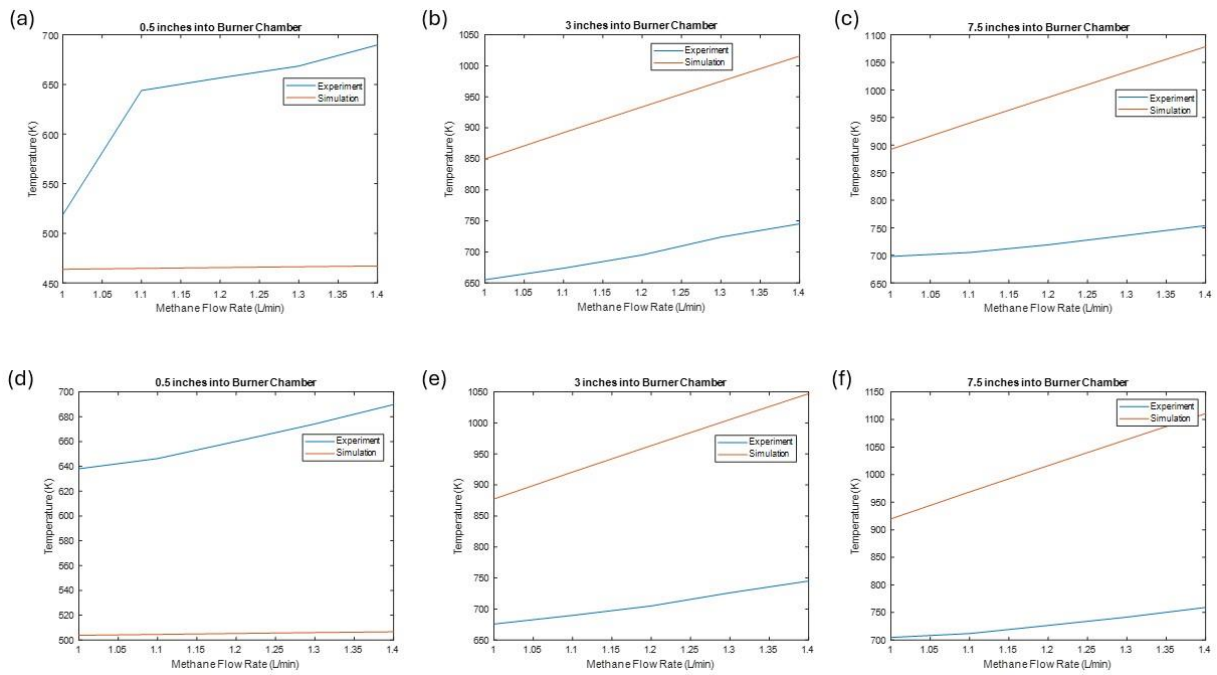 (a)
0.5 inches into Burner Chamber
700
650
600
550
500
450
Temperature (K)
Experiment
Simulation
1 1.05 1.1 1.15 1.2 1.25 1.3 1.35 1.4
Methane Flow Rate (L/min)
(b)
3 inches into Burner Chamber
1050
1000
950
900
850
800
750
700
650
Temperature (K)
Experiment
Simulation
1 1.05 1.1 1.15 1.2 1.25 1.3 1.35 1.4
Methane Flow Rate (L/min)
(c)
7.5 inches into Burner Chamber
1100
1050
1000
950
900
850
800
750
700
650
Temperature (K)
Experiment
Simulation
1 1.05 1.1 1.15 1.2 1.25 1.3 1.35 1.4
Methane Flow Rate (L/min)
(d)
0.5 inches into Burner Chamber
700
680
660
640
620
600
580
560
540
520
500
Temperature (K)
Experiment
Simulation
1 1.05 1.1 1.15 1.2 1.25 1.3 1.35 1.4
Methane Flow Rate (L/min)
(e)
3 inches into Burner Chamber
1050
1000
950
900
850
800
750
700
650
Temperature (K)
Experiment
Simulation
1 1.05 1.1 1.15 1.2 1.25 1.3 1.35 1.4
Methane Flow Rate (L/min)
(f)
7.5 inches into Burner Chamber
1150
1100
1050
1000
950
900
850
800
750
700
Temperature (K)
Experiment
Simulation
1 1.05 1.1 1.15 1.2 1.25 1.3 1.35 1.4
Methane Flow Rate (L/min)